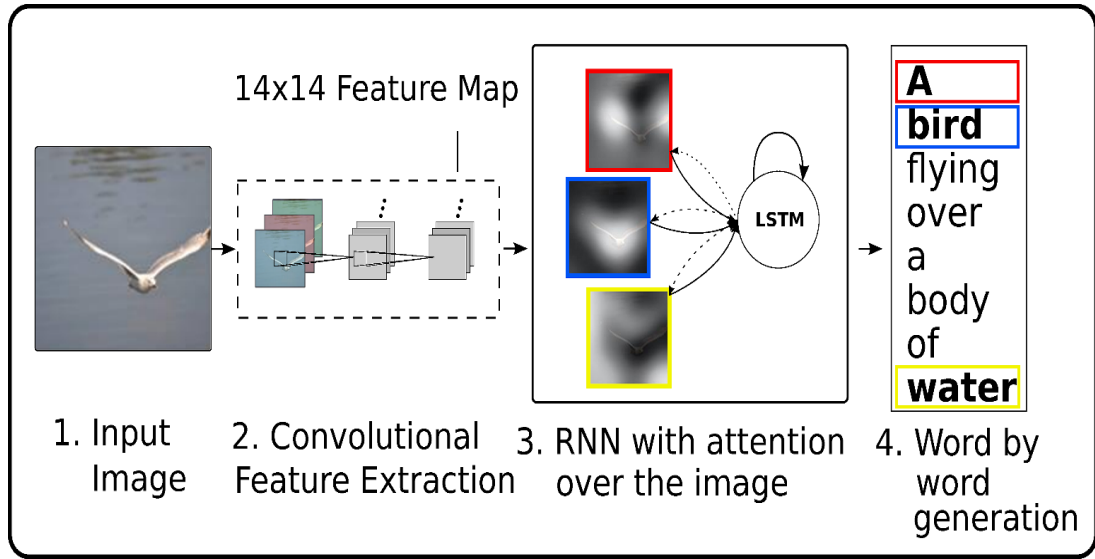 14x14 Feature Map
LSTM
A
bird
flying
over
a
body
of
water
1. Input
Image
2. Convolutional
Feature Extraction
3. RNN with attention
over the image
4. Word by
word
generation